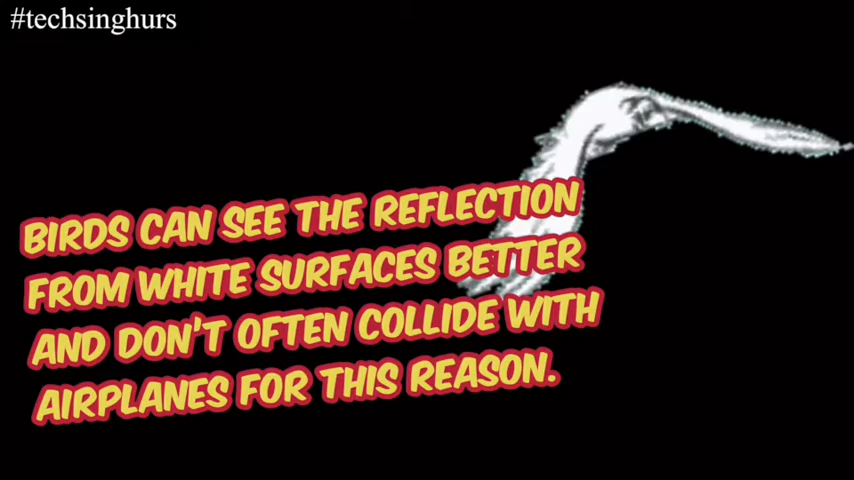 #techsinghurs
BIRDS CAN SEE THE REFLECTION
FROM WHITE SURFACES BETTER
AND DON'T OFTEN COLLIDE WITH
AIRPLANES FOR THIS REASON.